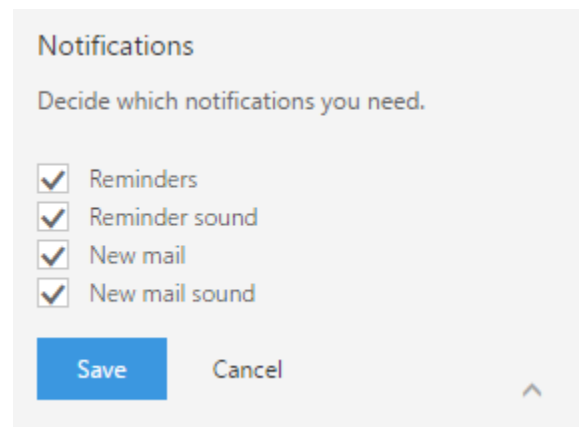 Notifications
Decide which notifications you need.
Reminders
Reminder sound
New mail
New mail sound
Save Cancel